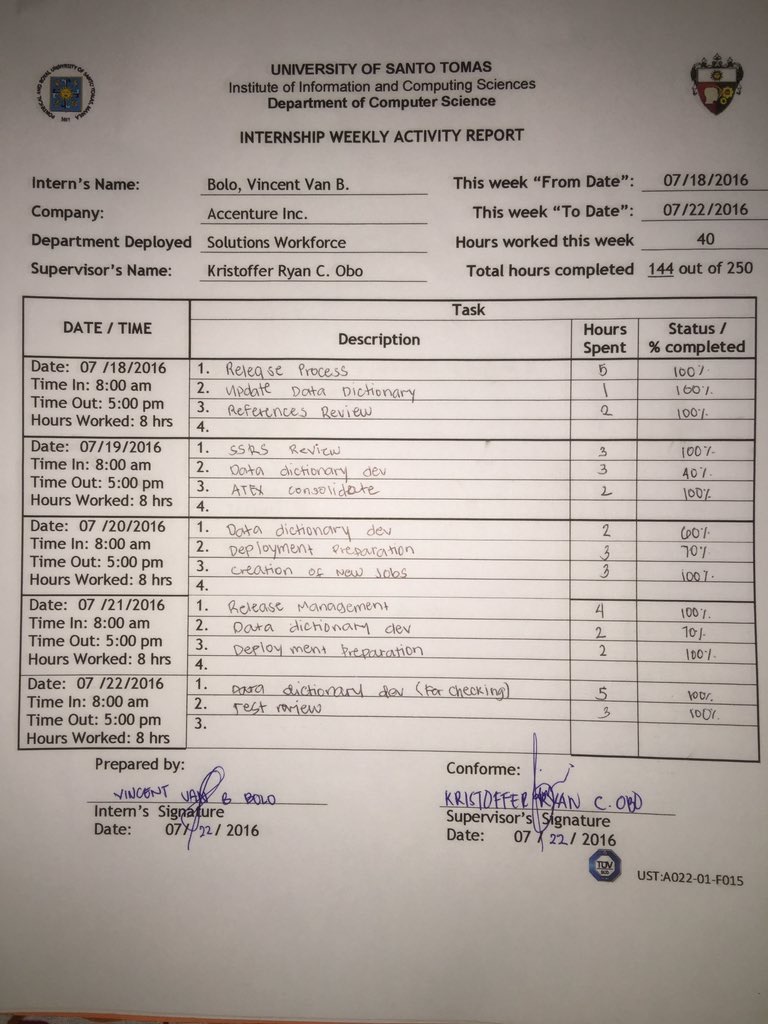 UNIVERSITY OF SANTO TOMAS
Institute of Information and Computing Sciences
Department of Computer Science
INTERNSHIP WEEKLY ACTIVITY REPORT
Intern's Name: Bolo, Vincent Van B. This week "From Date": 07/18/2016
Company: Accenture Inc. This week "To Date": 07/22/2016
Department Deployed Solutions Workforce Hours worked this week 40
Supervisor's Name: Kristoffer Ryan C. Obo Total hours completed 144 out of 250
DATE / TIME
Task
Description
Hours Spent
Status / % completed
Date: 07 /18/2016
Time In: 8:00 am
Time Out: 5:00 pm
Hours Worked: 8 hrs
1. Release Process 5 100%
2. Update Data Dictionary 1 100%
3. References Review 2 100%
4.
Date: 07/19/2016
Time In: 8:00 am
Time Out: 5:00 pm
Hours Worked: 8 hrs
1. SSRS Review 3 100%
2. Data dictionary dev 3 40%
3. ATEX consolidate 2 100%
4.
Date: 07 /20/2016
Time In: 8:00 am
Time Out: 5:00 pm
Hours Worked: 8 hrs
1. Data dictionary dev 2 60%
2. Deployment Preparation 3 70%
3. Creation of New Jobs 3 100%
4.
Date: 07 /21/2016
Time In: 8:00 am
Time Out: 5:00 pm
Hours Worked: 8 hrs
1. Release Management 4 100%
2. Data dictionary dev 2 70%
3. Deployment Preparation 2 100%
4.
Date: 07 /22/2016
Time In: 8:00 am
Time Out: 5:00 pm
Hours Worked: 8 hrs
1. Data dictionary dev (For checking) 5 100%
2. Test review 3 100%
3.
Prepared by:
VINCENT VAN B BOLO
Intern's Signature
Date: 07 / 22 / 2016
Conforme:
KRISTOFFER RYAN C. OBO
Supervisor's Signature
Date: 07 / 22 / 2016
TÜV
UST:A022-01-F015